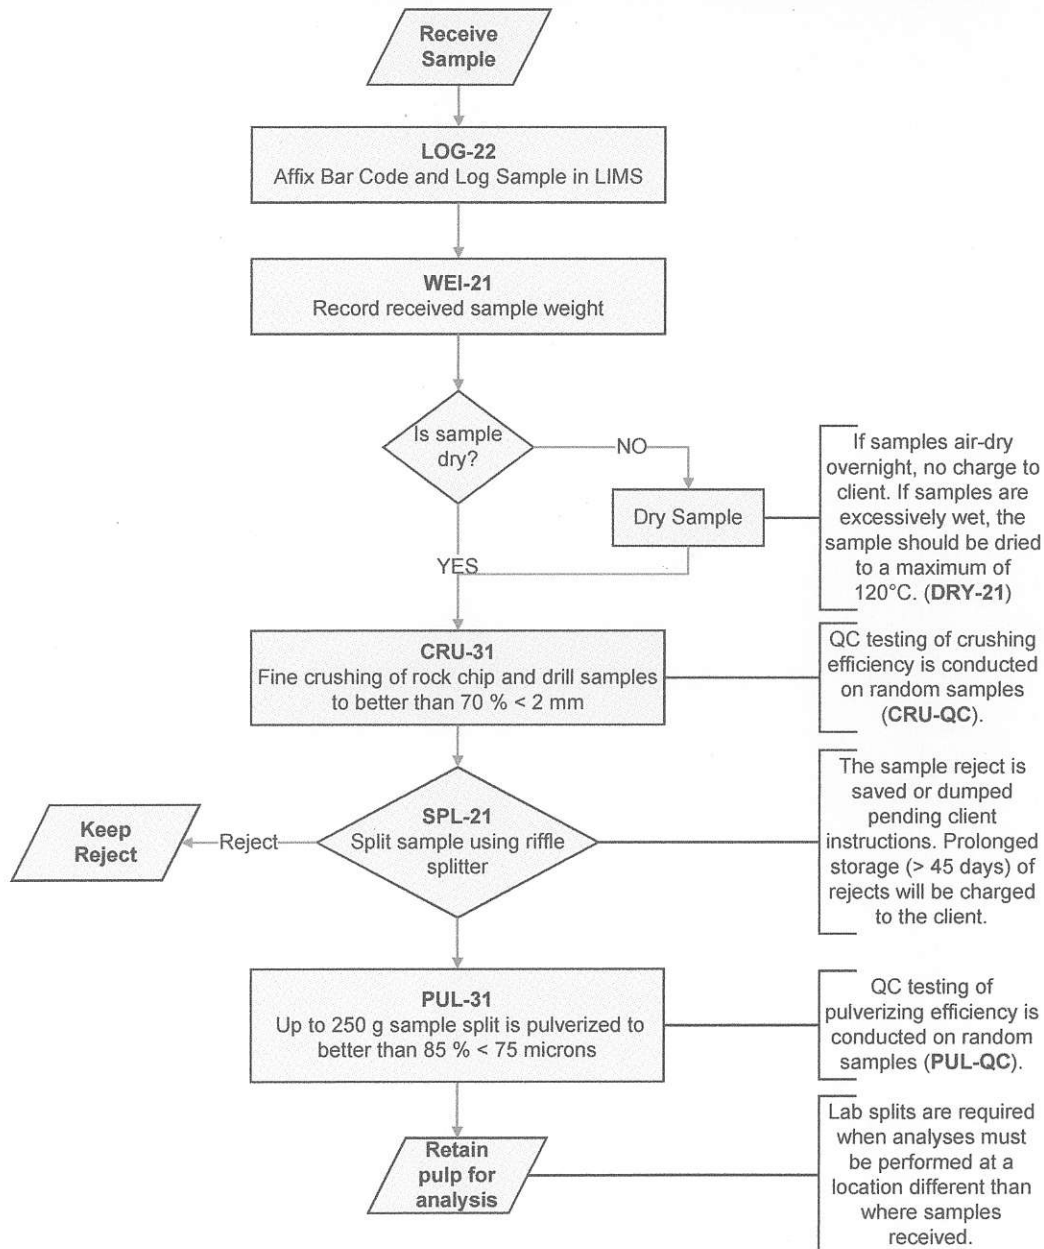 Receive
Sample
LOG-22
Affix Bar Code and Log Sample in LIMS
WEI-21
Record received sample weight
Is sample
dry?
NO
Dry Sample
If samples air-dry
overnight, no charge to
client. If samples are
excessively wet, the
sample should be dried
to a maximum of
120°C. (DRY-21)
YES
CRU-31
Fine crushing of rock chip and drill samples
to better than 70 % < 2 mm
QC testing of crushing
efficiency is conducted
on random samples
(CRU-QC).
Keep
Reject
Reject
SPL-21
Split sample using riffle
splitter
The sample reject is
saved or dumped
pending client
instructions. Prolonged
storage (> 45 days) of
rejects will be charged
to the client.
PUL-31
Up to 250 g sample split is pulverized to
better than 85 % < 75 microns
QC testing of
pulverizing efficiency is
conducted on random
samples (PUL-QC).
Retain
pulp for
analysis
Lab splits are required
when analyses must
be performed at a
location different than
where samples
received.